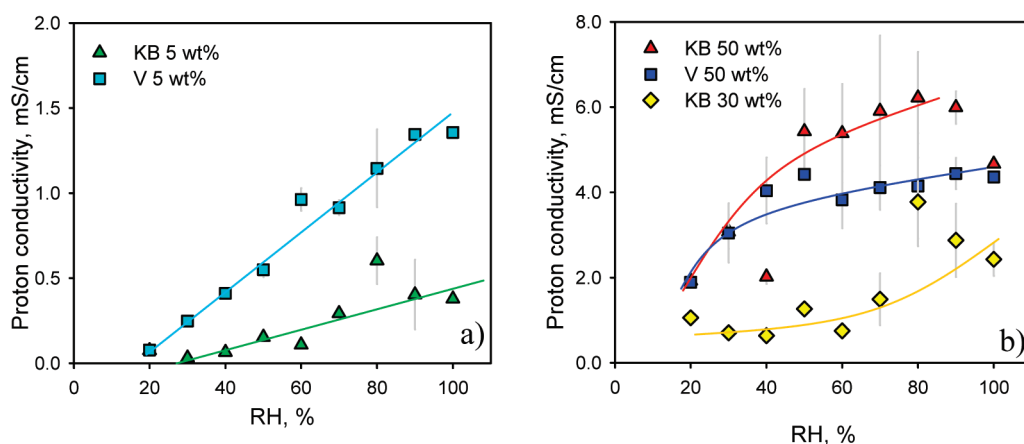 Proton conductivity, mS/cm
2.0
1.5
1.0
0.5
0.0
KB 5 wt%
V 5 wt%
a)
0 20 40 60 80 100
RH, %
Proton conductivity, mS/cm
8.0
6.0
4.0
2.0
0.0
KB 50 wt%
V 50 wt%
KB 30 wt%
b)
0 20 40 60 80 100
RH, %